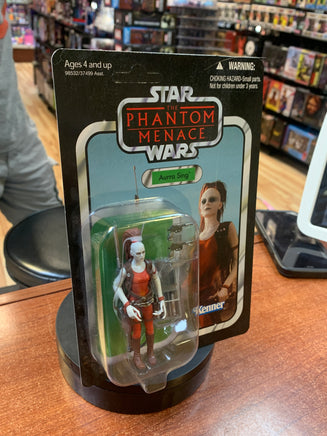 Ages 4 and up
98532/37499 Asst.
WARNING:
CHOKING HAZARD-Small parts.
Not for children under 3 years.
STAR
THE
PHANTOM
MENACE
WARS
Aurra Sing
Kenner